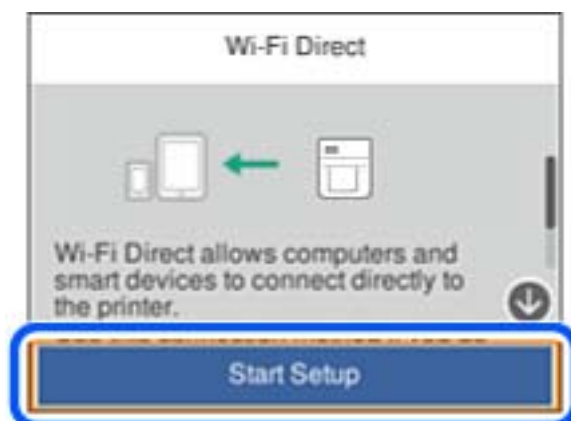 Wi-Fi Direct
Wi-Fi Direct allows computers and
smart devices to connect directly to
the printer.
Start Setup